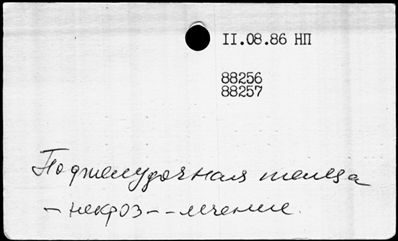 II.08.86 НП
88256
88257
Поджелудочная железа
- некроз -- лечение.